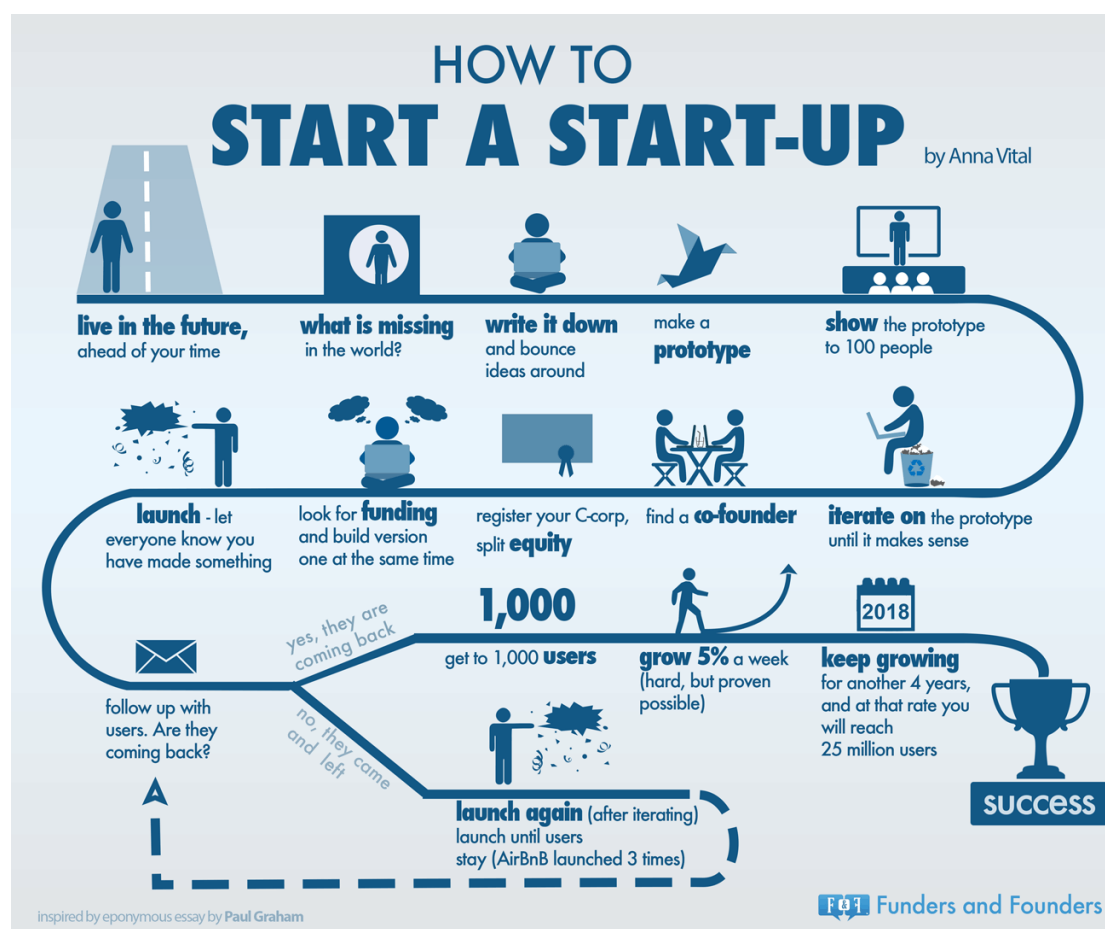 HOW TO
START A START-UP
by Anna Vital
live in the future,
ahead of your time
what is missing
in the world?
write it down
and bounce
ideas around
make a
prototype
show the prototype
to 100 people
launch - let
everyone know you
have made something
look for funding
and build version
one at the same time
register your C-corp,
split equity
find a co-founder
iterate on the prototype
until it makes sense
follow up with
users. Are they
coming back?
yes, they are
coming back
1,000
get to 1,000 users
grow 5% a week
(hard, but proven
possible)
2018
keep growing
for another 4 years,
and at that rate you
will reach
25 million users
success
no, they came
and left
launch again (after iterating)
launch until users
stay (AirBnB launched 3 times)
inspired by eponymous essay by Paul Graham
F&F Funders and Founders